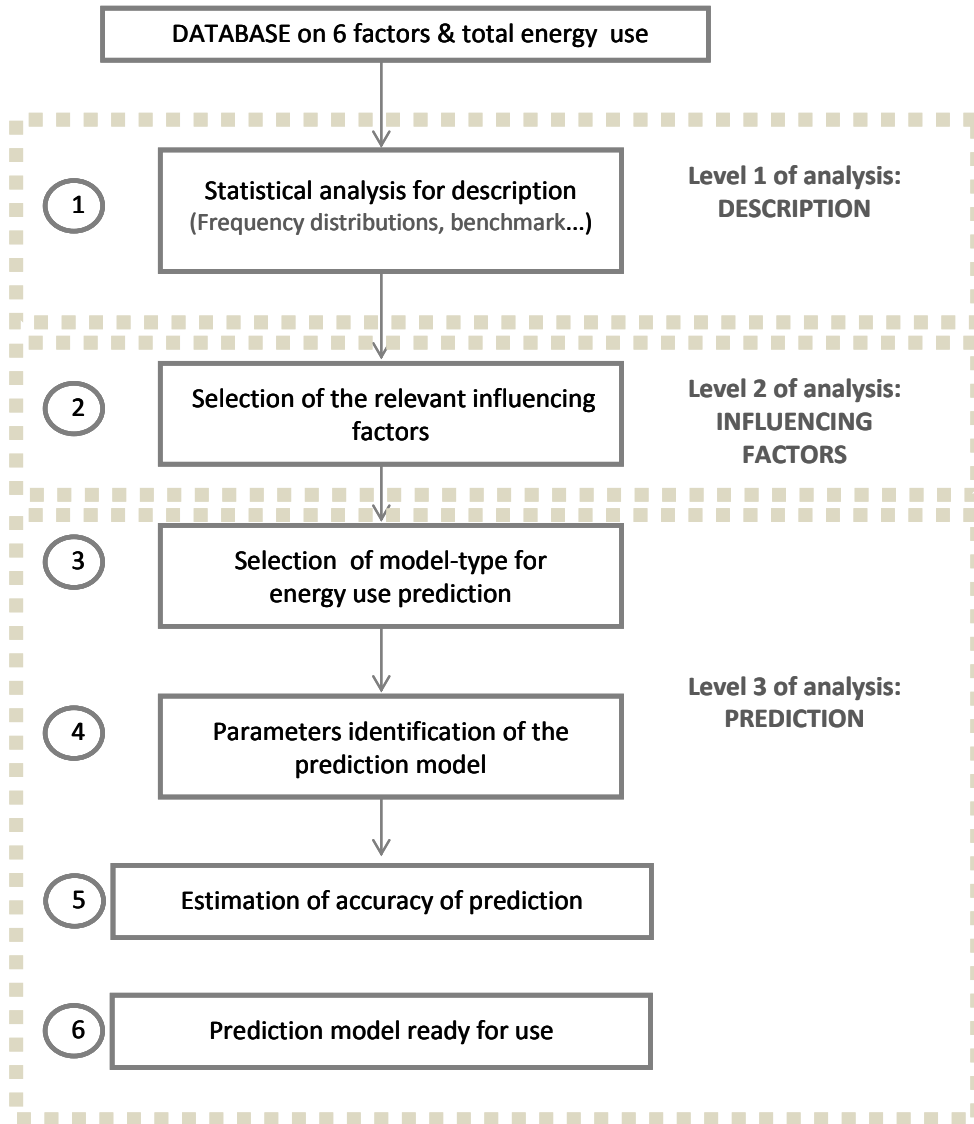 DATABASE on 6 factors & total energy use
1
Statistical analysis for description
(Frequency distributions, benchmark...)
Level 1 of analysis:
DESCRIPTION
2
Selection of the relevant influencing
factors
Level 2 of analysis:
INFLUENCING
FACTORS
3
Selection of model-type for
energy use prediction
Level 3 of analysis:
PREDICTION
4
Parameters identification of the
prediction model
5
Estimation of accuracy of prediction
6
Prediction model ready for use